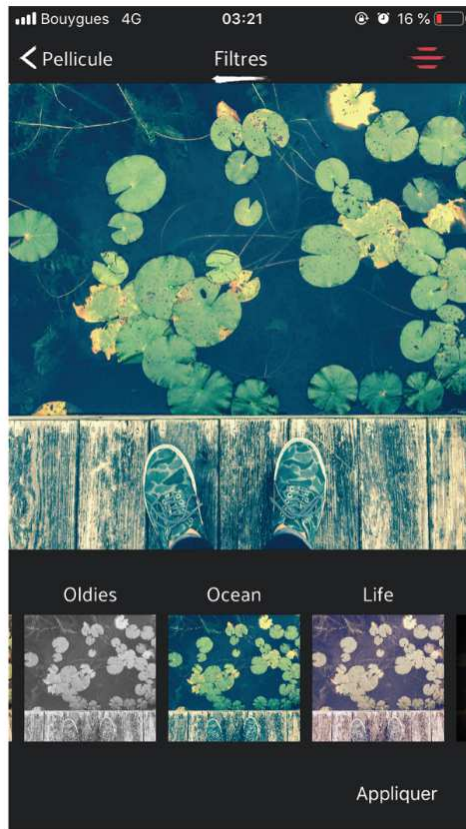 Bouygues 4G 03:21 16 %
Pellicule Filtres
Oldies Ocean Life
Appliquer